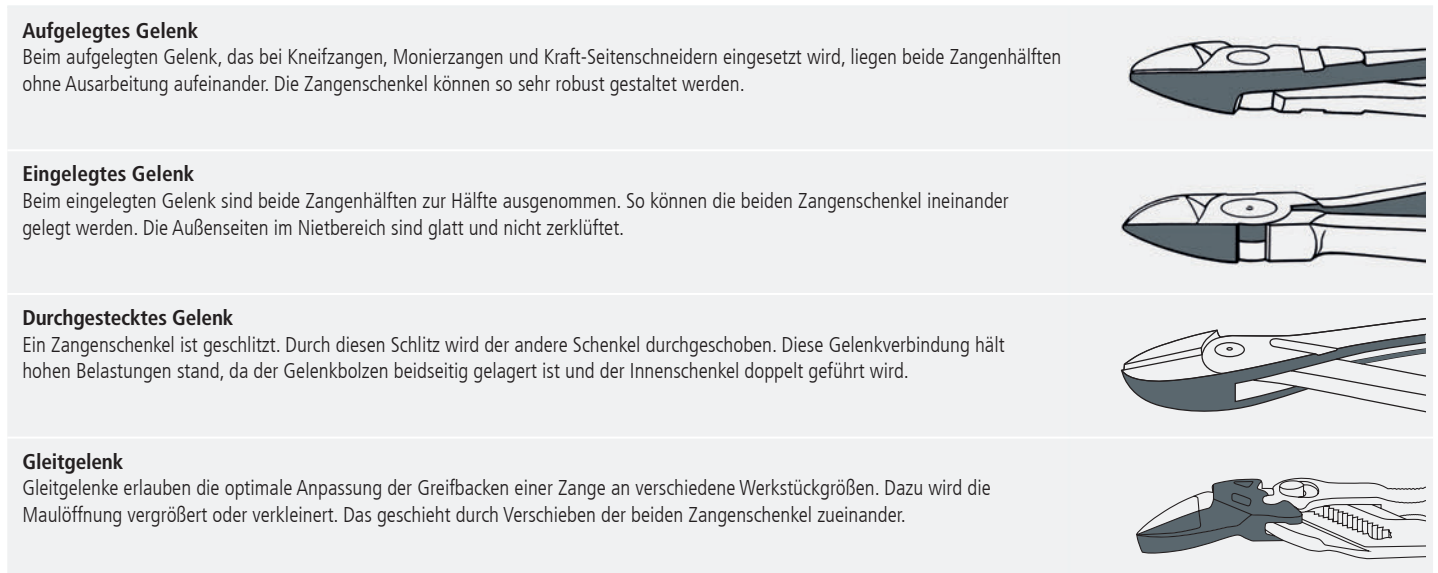 Aufgelegtes Gelenk
Beim aufgelegten Gelenk, das bei Kneifzangen, Monierzangen und Kraft-Seitenschneidern eingesetzt wird, liegen beide Zangenhälften
ohne Ausarbeitung aufeinander. Die Zangenschenkel können so sehr robust gestaltet werden.
Eingelegtes Gelenk
Beim eingelegten Gelenk sind beide Zangenhälften zur Hälfte ausgenommen. So können die beiden Zangenschenkel ineinander
gelegt werden. Die Außenseiten im Nietbereich sind glatt und nicht zerklüftet.
Durchgestecktes Gelenk
Ein Zangenschenkel ist geschlitzt. Durch diesen Schlitz wird der andere Schenkel durchgeschoben. Diese Gelenkverbindung hält
hohen Belastungen stand, da der Gelenkbolzen beidseitig gelagert ist und der Innenschenkel doppelt geführt wird.
Gleitgelenk
Gleitgelenke erlauben die optimale Anpassung der Greifbacken einer Zange an verschiedene Werkstückgrößen. Dazu wird die
Maulöffnung vergrößert oder verkleinert. Das geschieht durch Verschieben der beiden Zangenschenkel zueinander.